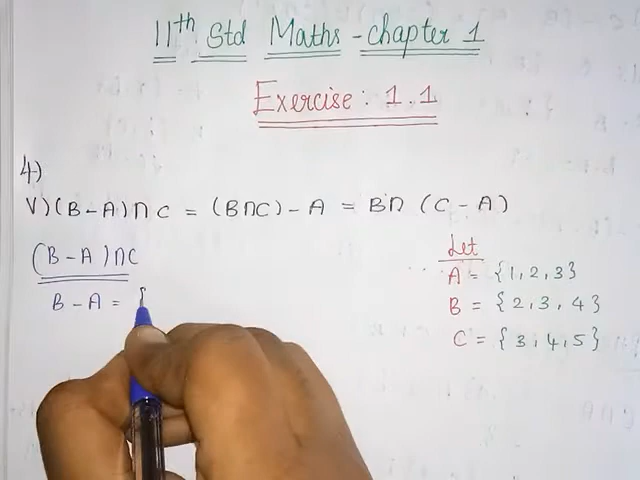 11th Std Maths - chapter 1
Exercise : 1.1
4)
V) (B - A) ∩ C = (B∩C) - A = B∩ (C - A)
(B - A) ∩C
B - A = {
Let
A = {1, 2, 3}
B = {2, 3, 4}
C = {3, 4, 5}